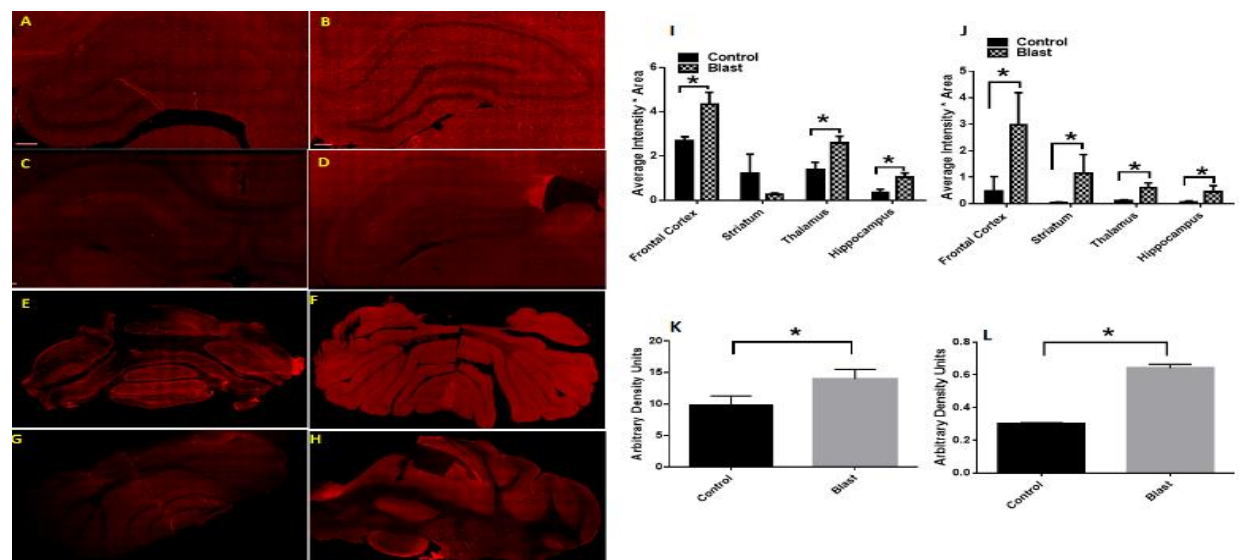 A
B
C
D
E
F
G
H
I
Control
Blast
Average Intensity * Area
6
4
2
0
*
*
*
Frontal Cortex
Striatum
Thalamus
Hippocampus
J
Control
Blast
Average Intensity * Area
5
4
3
2
1
0
*
*
*
*
Frontal Cortex
Striatum
Thalamus
Hippocampus
K
Arbitrary Density Units
20
15
10
5
0
*
Control
Blast
L
Arbitrary Density Units
0.8
0.6
0.4
0.2
0.0
*
Control
Blast